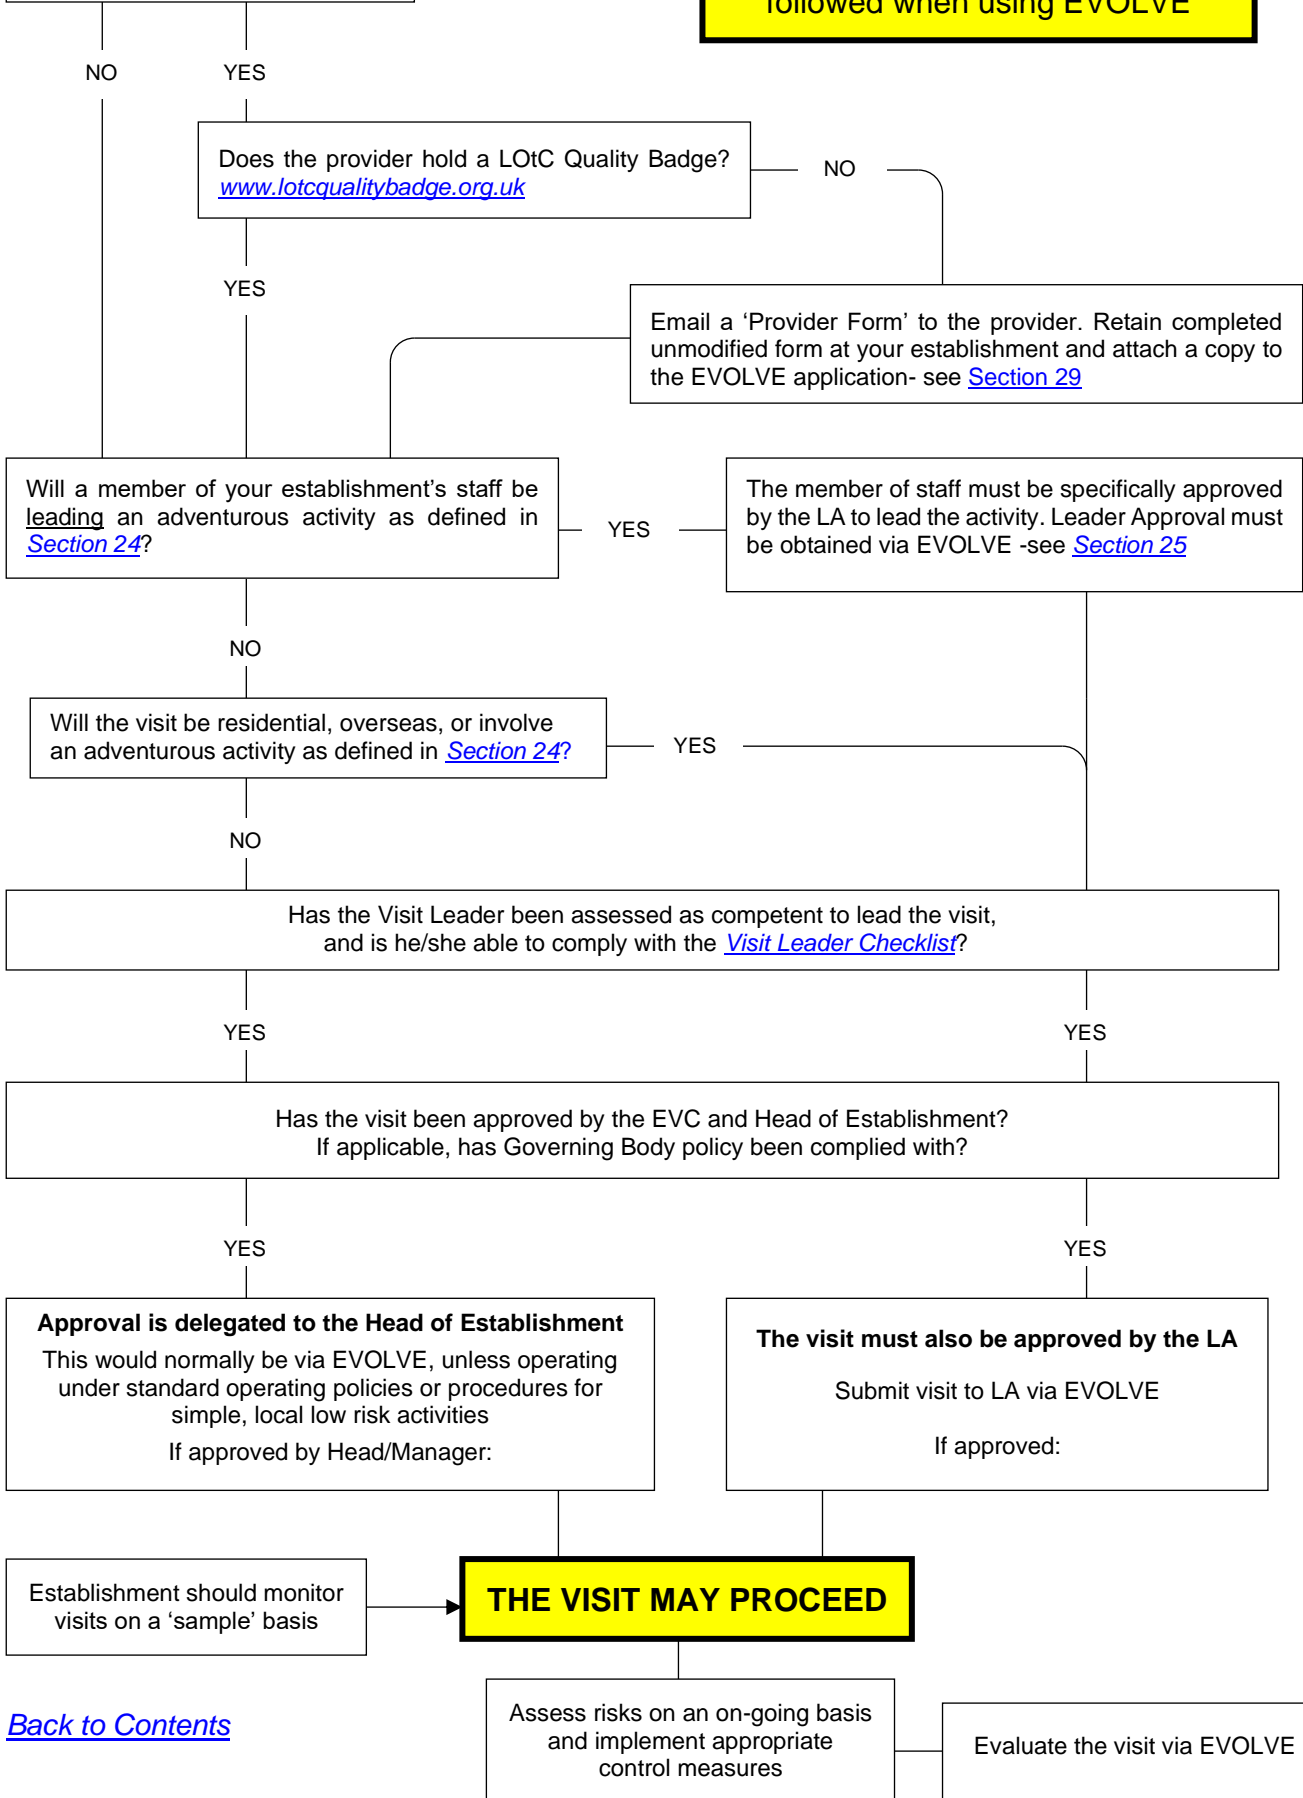 followed when using EVOLVE
NO
YES
Does the provider hold a LOtC Quality Badge?
www.lotcqualitybadge.org.uk
NO
YES
Email a ‘Provider Form’ to the provider. Retain completed
unmodified form at your establishment and attach a copy to
the EVOLVE application- see Section 29
Will a member of your establishment’s staff be
leading an adventurous activity as defined in
Section 24?
YES
The member of staff must be specifically approved
by the LA to lead the activity. Leader Approval must
be obtained via EVOLVE -see Section 25
NO
Will the visit be residential, overseas, or involve
an adventurous activity as defined in Section 24?
YES
NO
Has the Visit Leader been assessed as competent to lead the visit,
and is he/she able to comply with the Visit Leader Checklist?
YES
YES
Has the visit been approved by the EVC and Head of Establishment?
If applicable, has Governing Body policy been complied with?
YES
YES
Approval is delegated to the Head of Establishment
This would normally be via EVOLVE, unless operating
under standard operating policies or procedures for
simple, local low risk activities
If approved by Head/Manager:
The visit must also be approved by the LA
Submit visit to LA via EVOLVE
If approved:
Establishment should monitor
visits on a ‘sample’ basis
THE VISIT MAY PROCEED
Back to Contents
Assess risks on an on-going basis
and implement appropriate
control measures
Evaluate the visit via EVOLVE